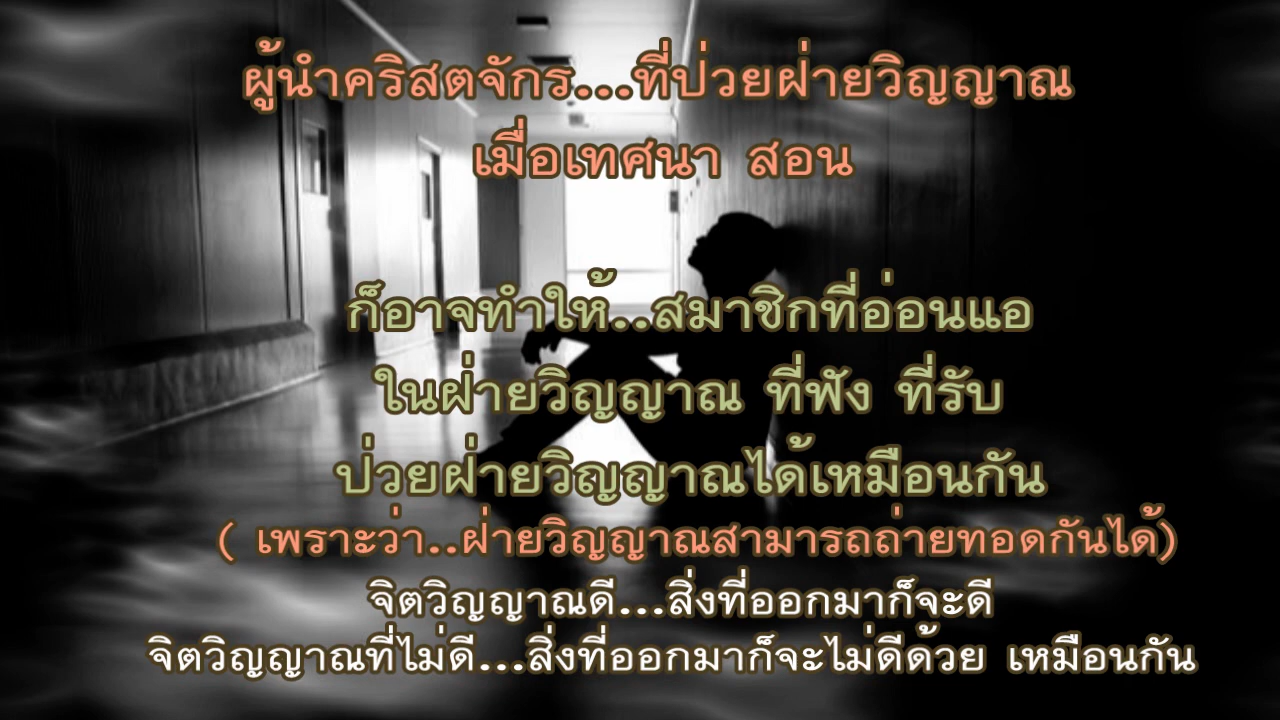 ผู้นำคริสตจักร...ที่ป่วยฝ่ายวิญญาณ
เมื่อเทศนา สอน
ก็อาจทำให้..สมาชิกที่อ่อนแอ
ในฝ่ายวิญญาณ ที่ฟัง ที่รับ
ป่วยฝ่ายวิญญาณได้เหมือนกัน
( เพราะว่า..ฝ่ายวิญญาณสามารถถ่ายทอดกันได้)
จิตวิญญาณดี...สิ่งที่ออกมาก็จะดี
จิตวิญญาณที่ไม่ดี...สิ่งที่ออกมาก็จะไม่ดีด้วย เหมือนกัน